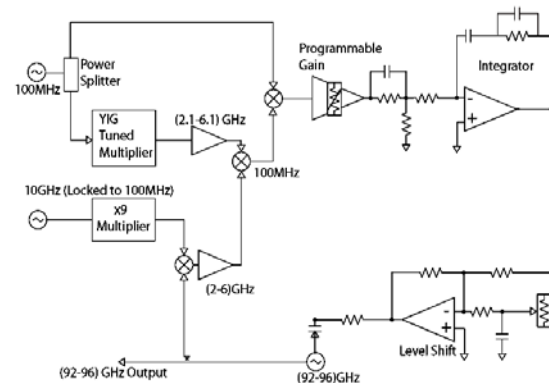 Power
Splitter
100MHz
YIG
Tuned
Multiplier
(2.1-6.1) GHz
100MHz
Programmable
Gain
Integrator
-
+
10GHz (Locked to 100MHz)
x9
Multiplier
(2-6)GHz
-
+
Level Shift
(92-96) GHz Output
(92-96)GHz